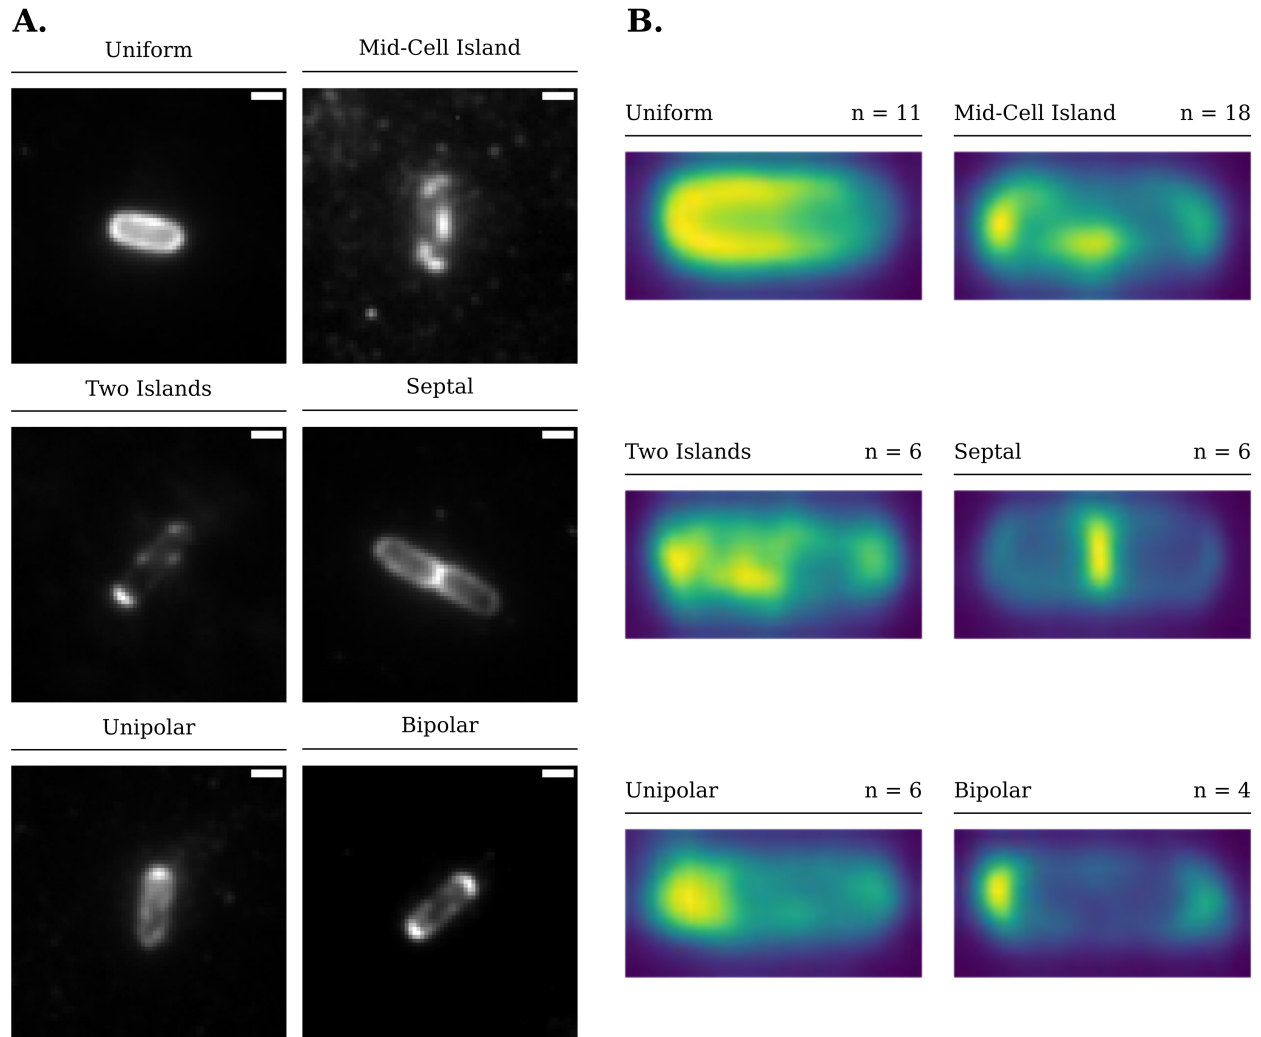 A.
Uniform
Mid-Cell Island
Two Islands
Septal
Unipolar
Bipolar
B.
Uniform n = 11
Mid-Cell Island n = 18
Two Islands n = 6
Septal n = 6
Unipolar n = 6
Bipolar n = 4